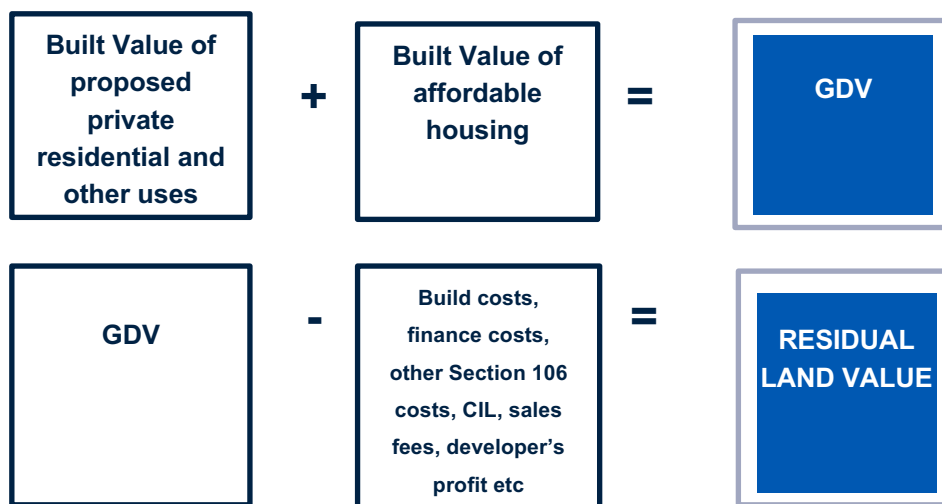 Built Value of
proposed
private
residential and
other uses
+
Built Value of
affordable
housing
=
GDV
GDV
-
Build costs,
finance costs,
other Section 106
costs, CIL, sales
fees, developer’s
profit etc
=
RESIDUAL
LAND VALUE